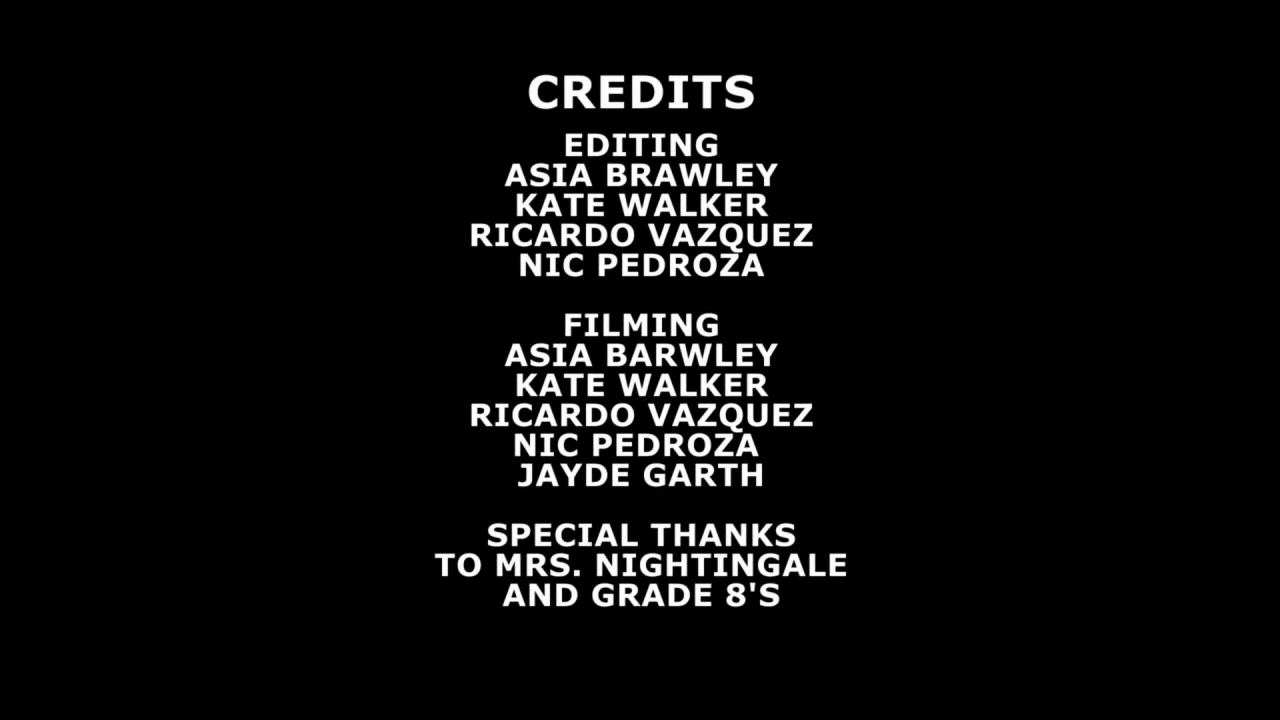 CREDITS
EDITING
ASIA BRAWLEY
KATE WALKER
RICARDO VAZQUEZ
NIC PEDROZA
FILMING
ASIA BARWLEY
KATE WALKER
RICARDO VAZQUEZ
NIC PEDROZA
JAYDE GARTH
SPECIAL THANKS
TO MRS. NIGHTINGALE
AND GRADE 8'S